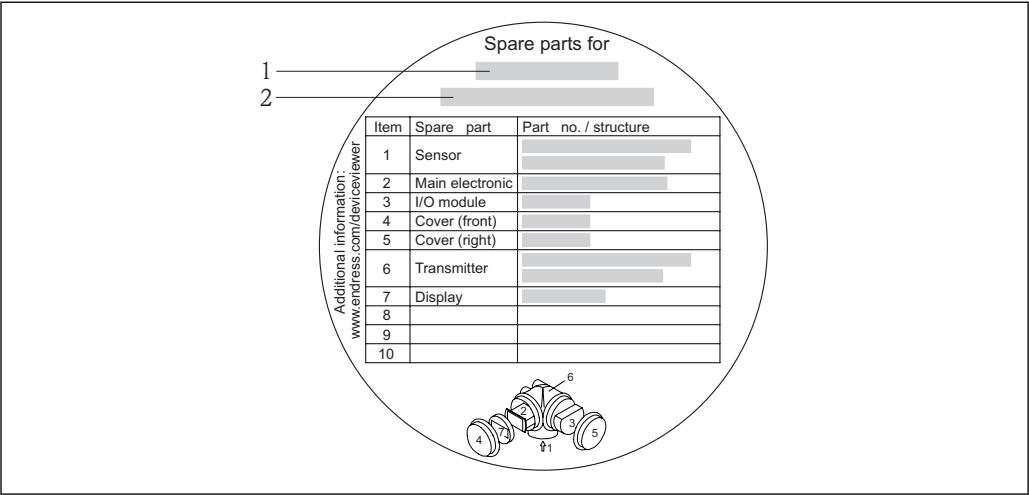 Spare parts for
1
2
Additional information:
www.endress.com/deviceviewer
Item Spare part Part no. / structure
1 Sensor
2 Main electronic
3 I/O module
4 Cover (front)
5 Cover (right)
6 Transmitter
7 Display
8
9
10
6
2
3
7
4
5
1